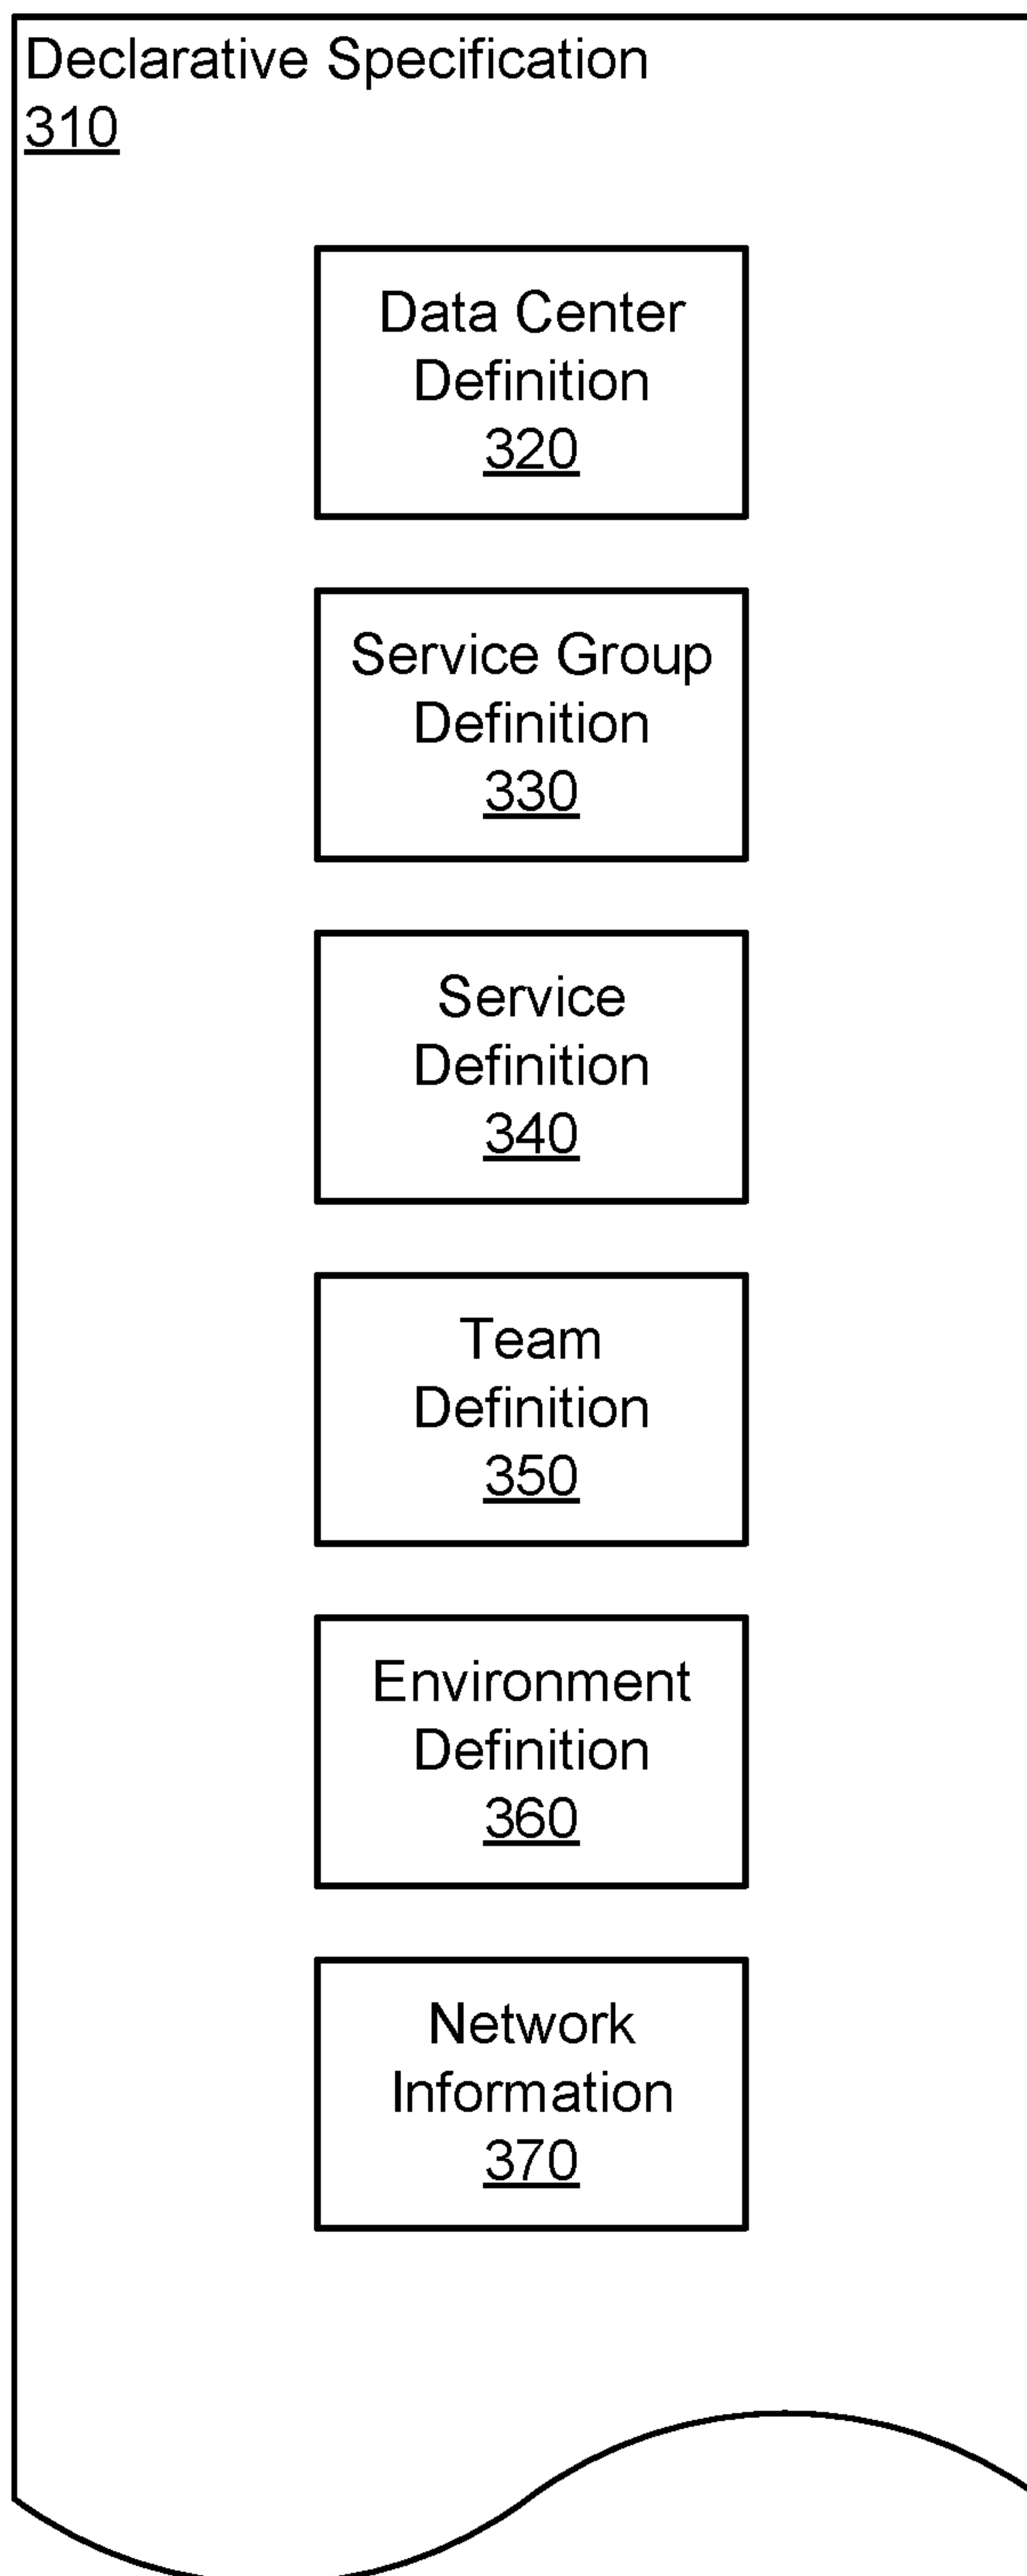 Declarative Specification
310
Data Center
Definition
320
Service Group
Definition
330
Service
Definition
340
Team
Definition
350
Environment
Definition
360
Network
Information
370